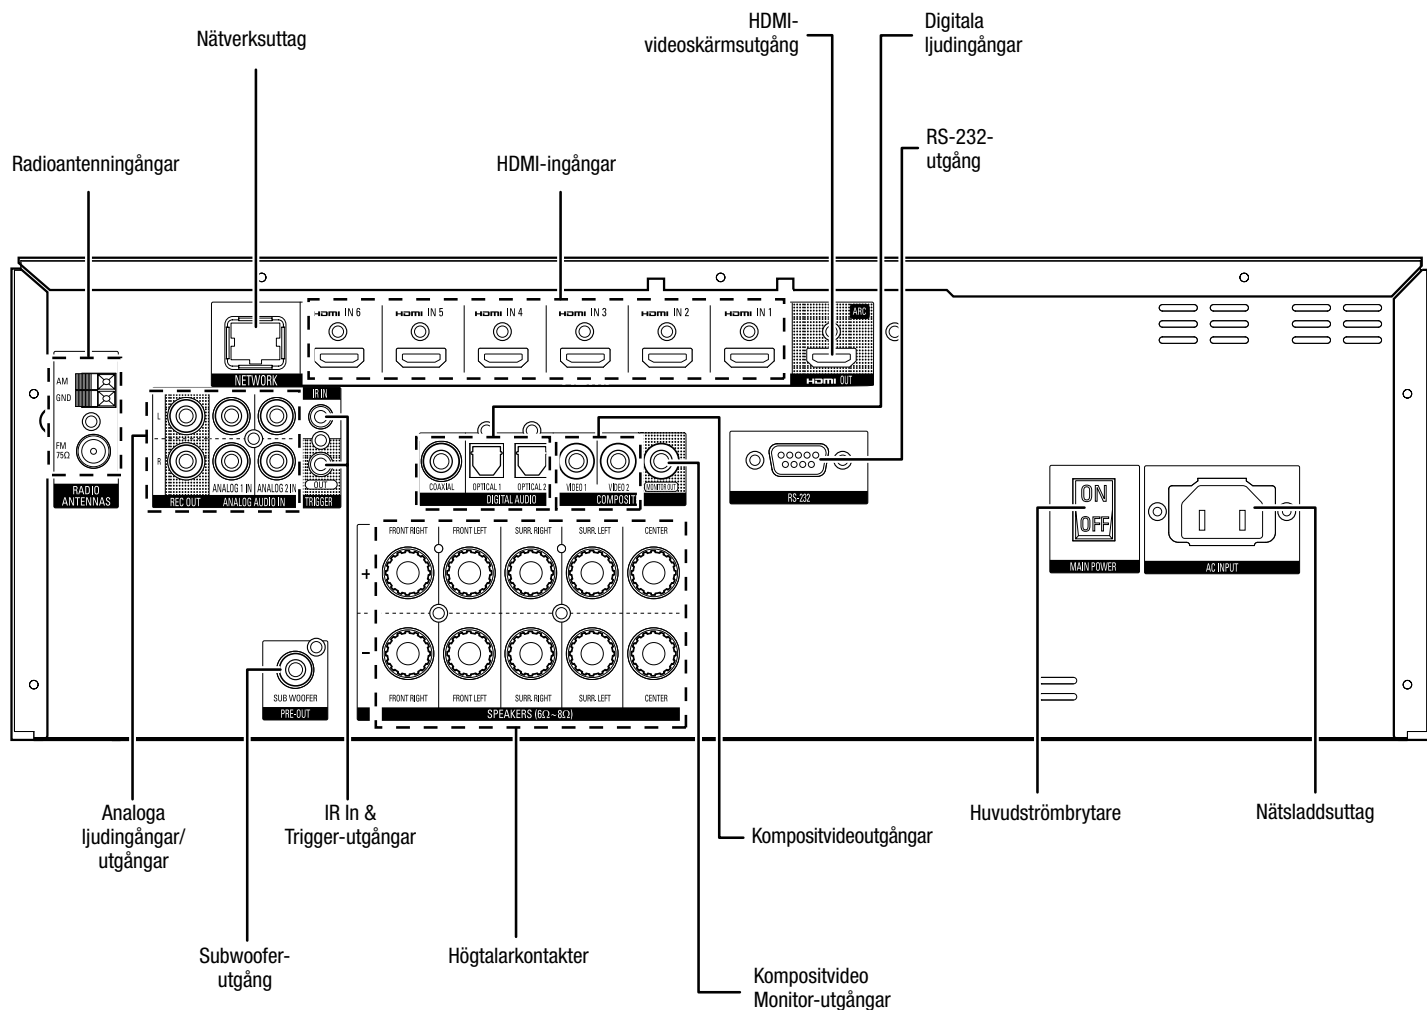 Nätverksuttag
HDMI-
videoskärmsutgång
Digitala
ljudingångar
Radioantenningångar
HDMI-ingångar
RS-232-
utgång
HDMI IN 6
HDMI IN 5
HDMI IN 4
HDMI IN 3
HDMI IN 2
HDMI IN 1
ARC
NETWORK
HDMI OUT
AM
GND
FM
75Ω
RADIO
ANTENNAS
L
R
REC OUT
ANALOG 1 IN
ANALOG 2 IN
ANALOG AUDIO IN
IR IN
OUT
TRIGGER
COAXIAL
OPTICAL 1
OPTICAL 2
DIGITAL AUDIO
VIDEO 1
VIDEO 2
COMPOSIT
MONITOR OUT
RS-232
ON
OFF
MAIN POWER
AC INPUT
FRONT RIGHT
FRONT LEFT
SURR. RIGHT
SURR. LEFT
CENTER
+
−
FRONT RIGHT
FRONT LEFT
SURR. RIGHT
SURR. LEFT
CENTER
SPEAKERS (6Ω~8Ω)
SUB WOOFER
PRE-OUT
Analoga
ljudingångar/
utgångar
IR In &
Trigger-utgångar
Kompositvideoutgångar
Huvudströmbrytare
Nätsladdsuttag
Subwoofer-
utgång
Högtalarkontakter
Kompositvideo
Monitor-utgångar